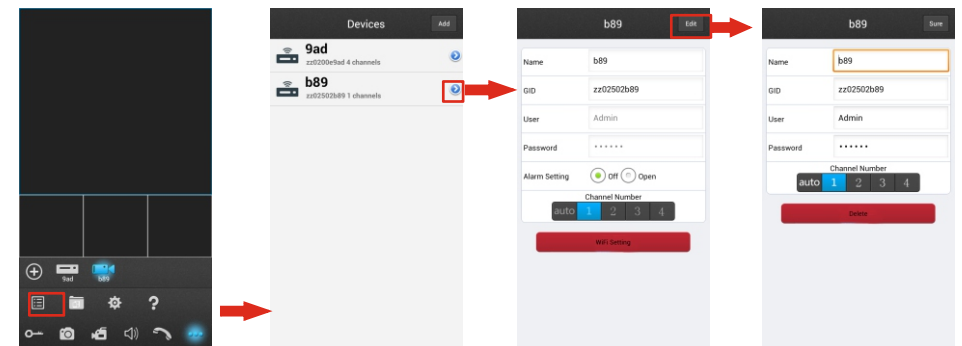 9ad
b89
?
Devices
Add
9ad
zz0200e9ad 4 channels
b89
zz02502b89 1 channels
b89
Edit
Name b89
GID zz02502b89
User Admin
Password ······
Alarm Setting Off Open
Channel Number
auto 1 2 3 4
Wifi Setting
b89
Sure
Name b89
GID zz02502b89
User Admin
Password ······
Channel Number
auto 1 2 3 4
Delete